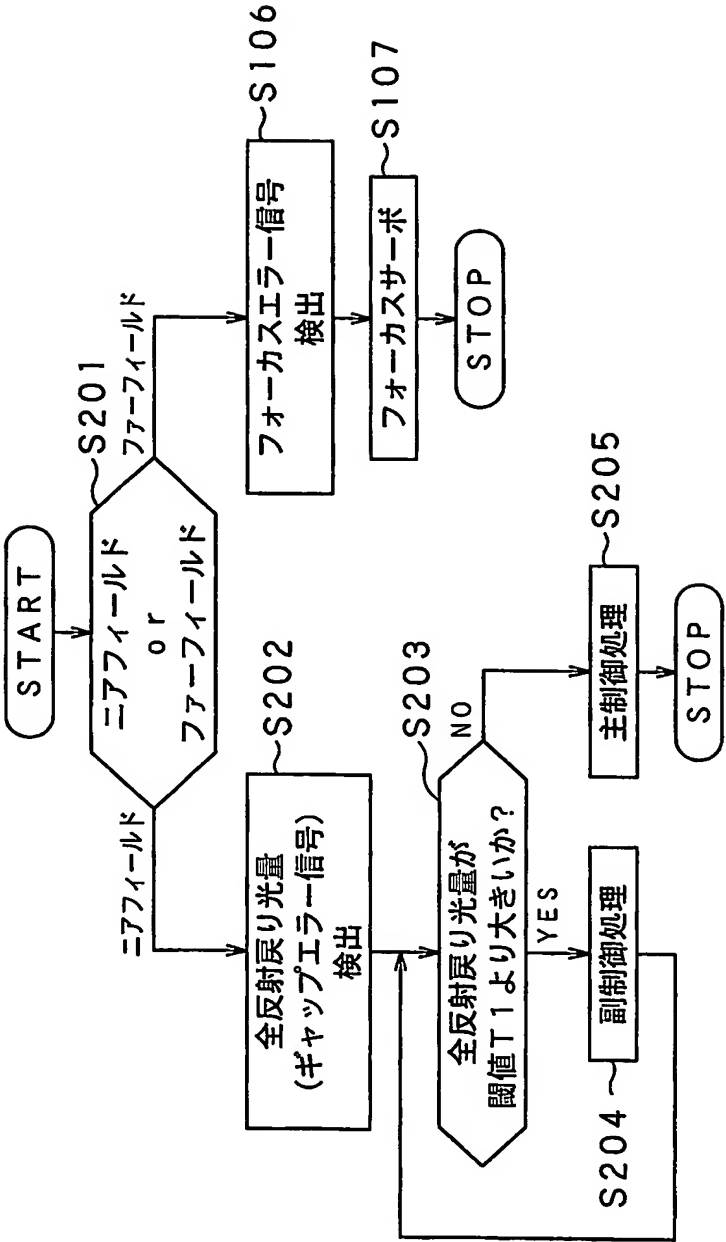 START
S201
ニアフィールド
or
ファーフィールド
ニアフィールド
ファーフィールド
S202
全反射戻り光量
(ギャップエラー信号)
検出
S106
フォーカスエラー信号
検出
S107
フォーカスサーボ
STOP
S203
全反射戻り光量が
閾値T1より大きいか?
NO
YES
S204
副制御処理
S205
主制御処理
STOP